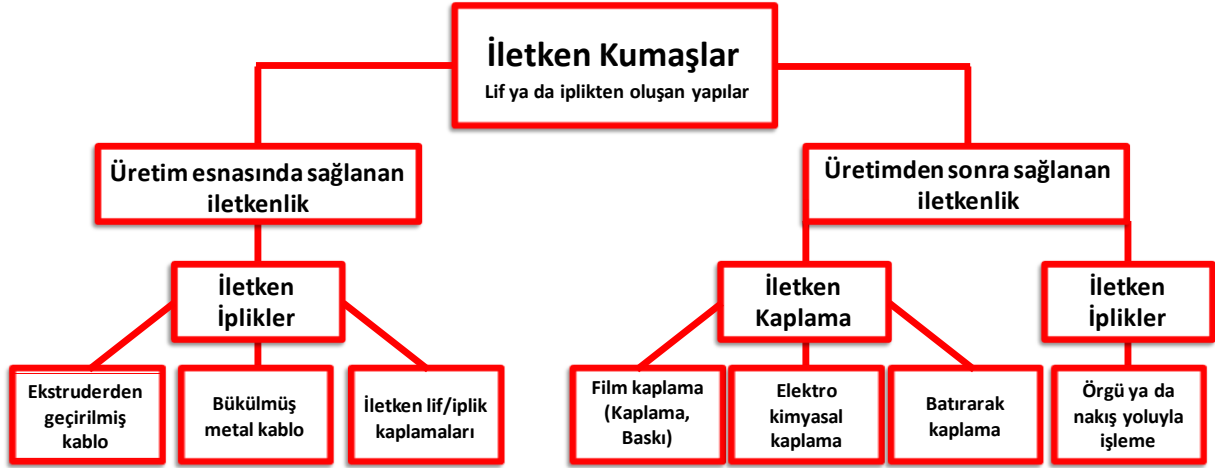 İletken Kumaşlar
Lif ya da iplikten oluşan yapılar
Üretim esnasında sağlanan
iletkenlik
Üretimden sonra sağlanan
iletkenlik
İletken
İplikler
İletken
Kaplama
İletken
İplikler
Ekstruderden
geçirilmiş
kablo
Bükülmüş
metal kablo
İletken lif/iplik
kaplamaları
Film kaplama
(Kaplama,
Baskı)
Elektro
kimyasal
kaplama
Batırarak
kaplama
Örgü ya da
nakış yoluyla
işleme